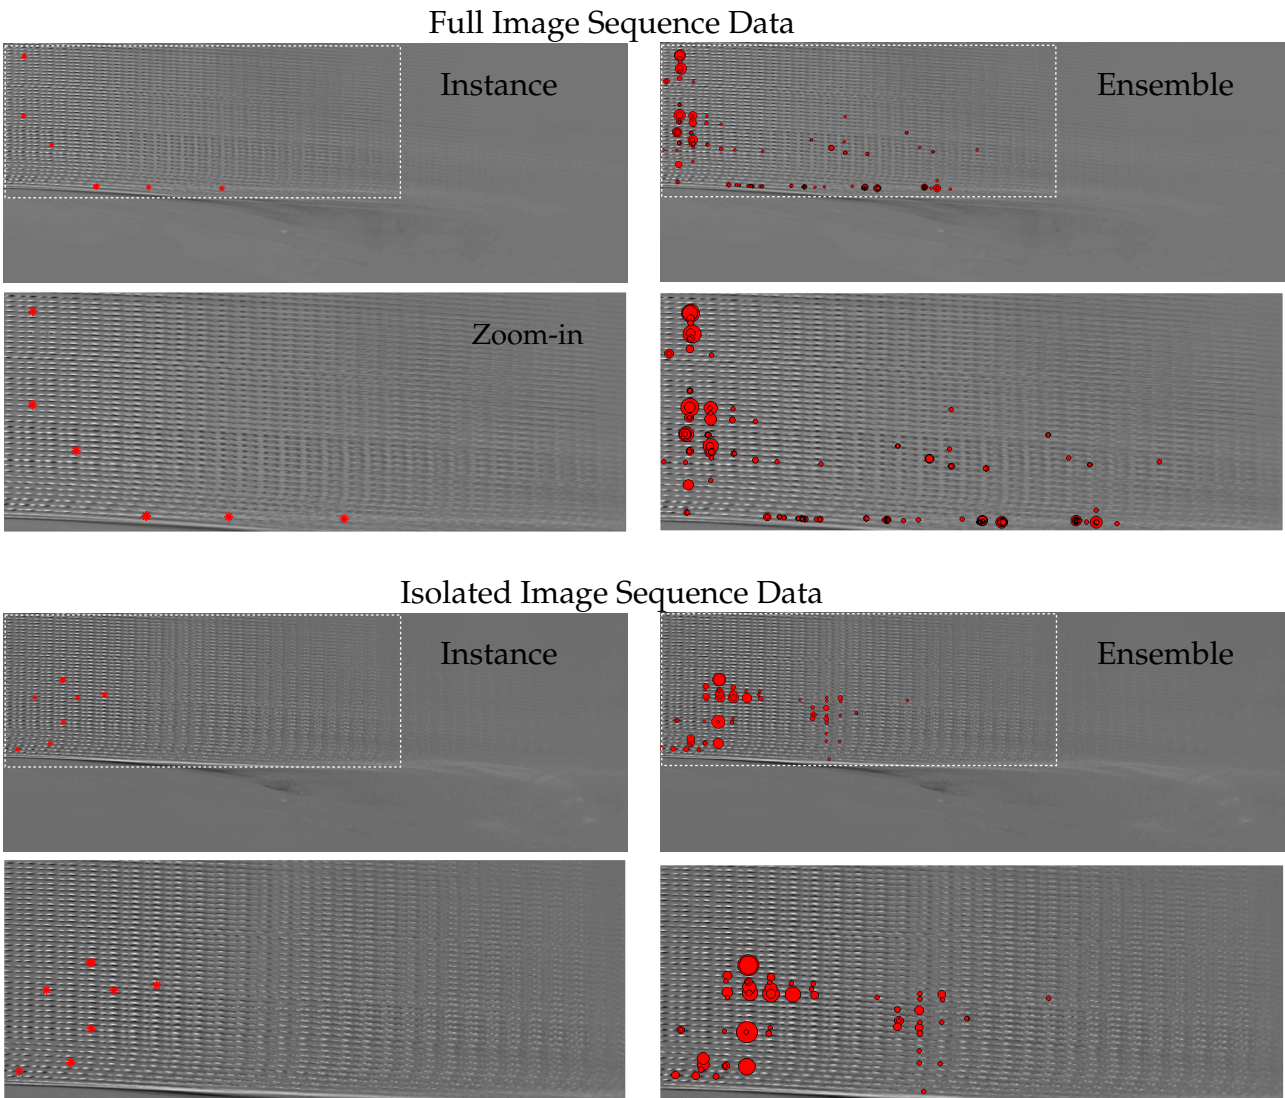 Full Image Sequence Data
Instance
Ensemble
Zoom-in
Isolated Image Sequence Data
Instance
Ensemble